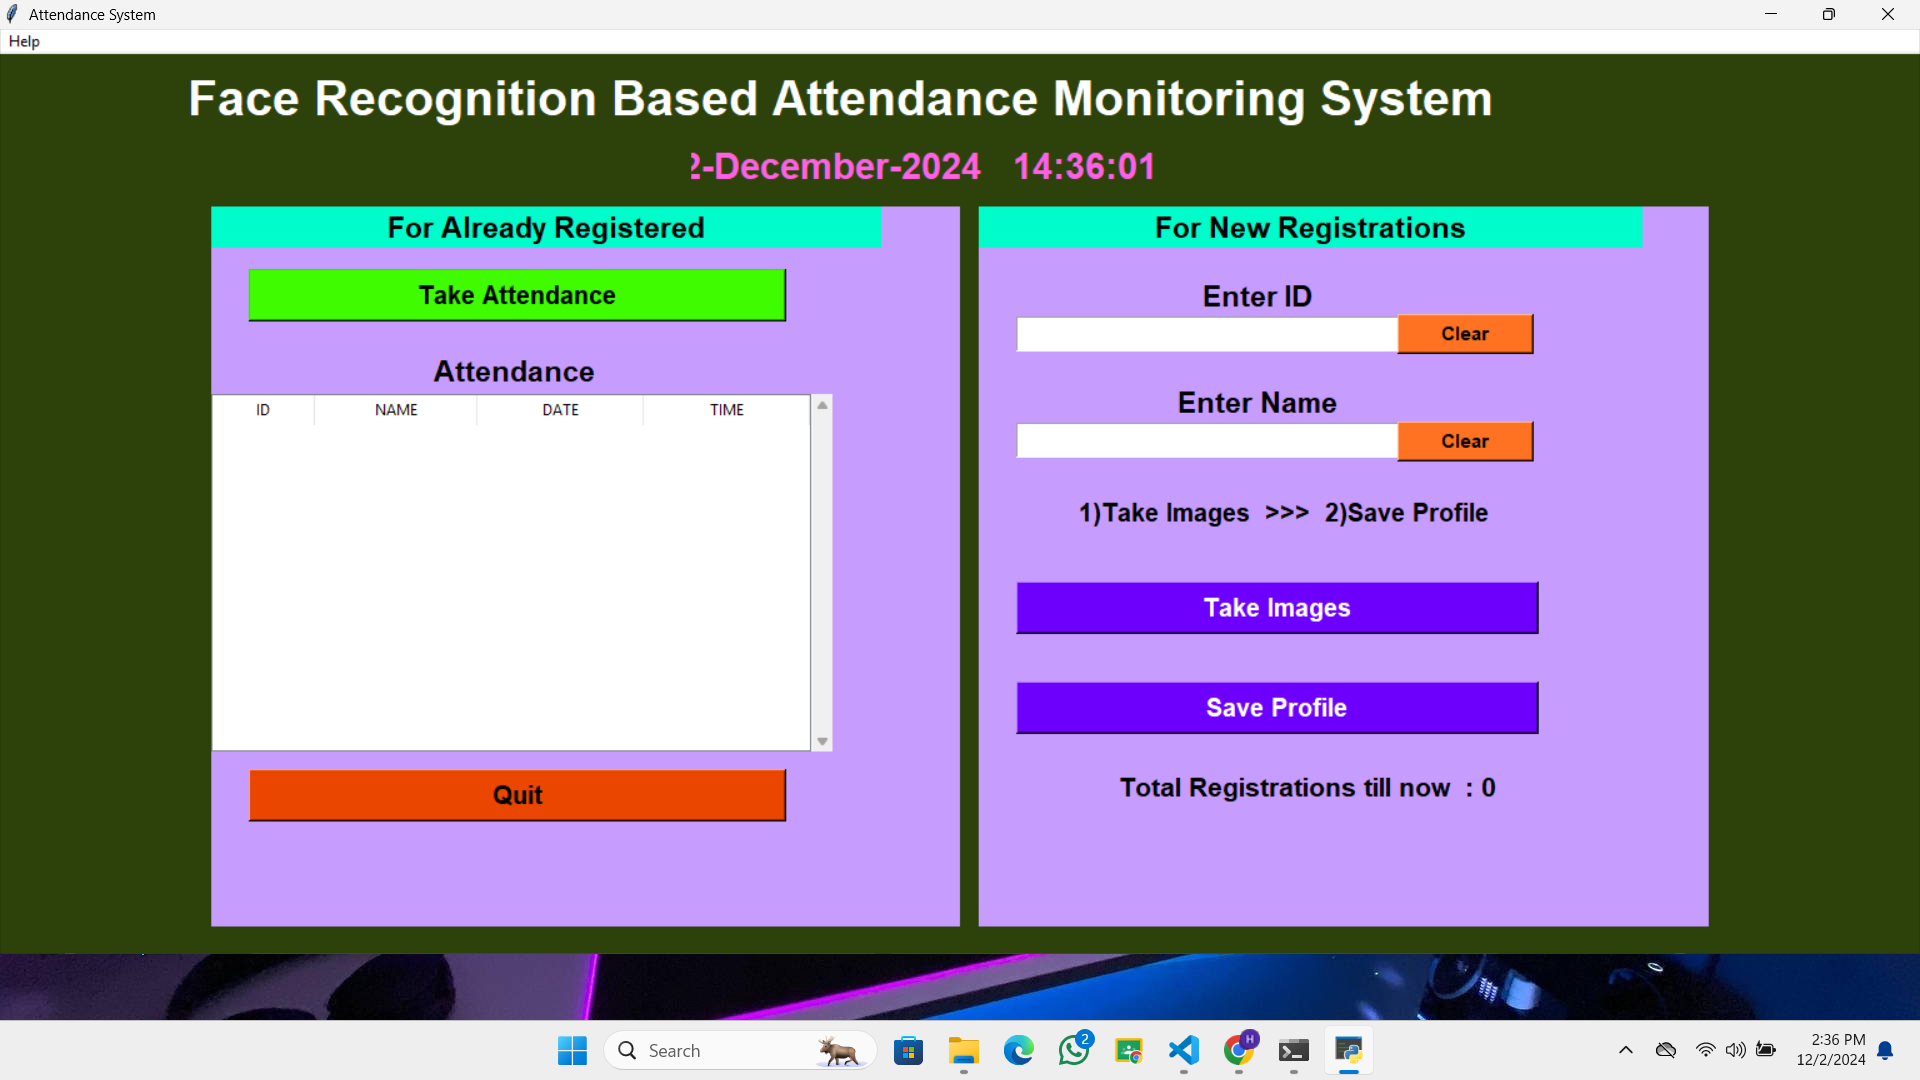 Attendance System
Help
Face Recognition Based Attendance Monitoring System
2-December-2024 14:36:01
For Already Registered
Take Attendance
Attendance
ID NAME DATE TIME
Quit
For New Registrations
Enter ID
Clear
Enter Name
Clear
1)Take Images >>> 2)Save Profile
Take Images
Save Profile
Total Registrations till now : 0
Search
2
H
2:36 PM
12/2/2024